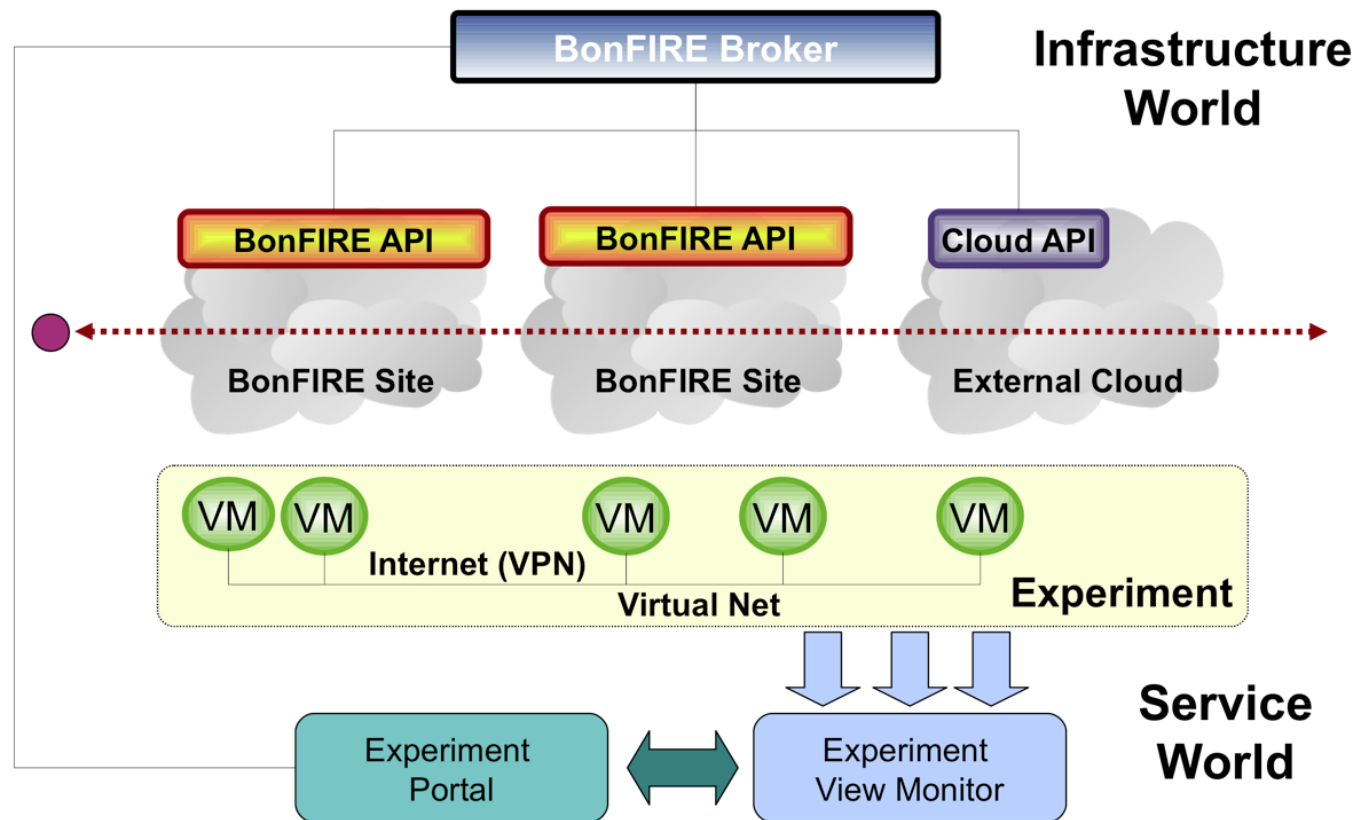 BonFIRE Broker
Infrastructure
World
BonFIRE API
BonFIRE API
Cloud API
BonFIRE Site
BonFIRE Site
External Cloud
VM
VM
VM
VM
VM
Internet (VPN)
Virtual Net
Experiment
Service
World
Experiment
Portal
Experiment
View Monitor